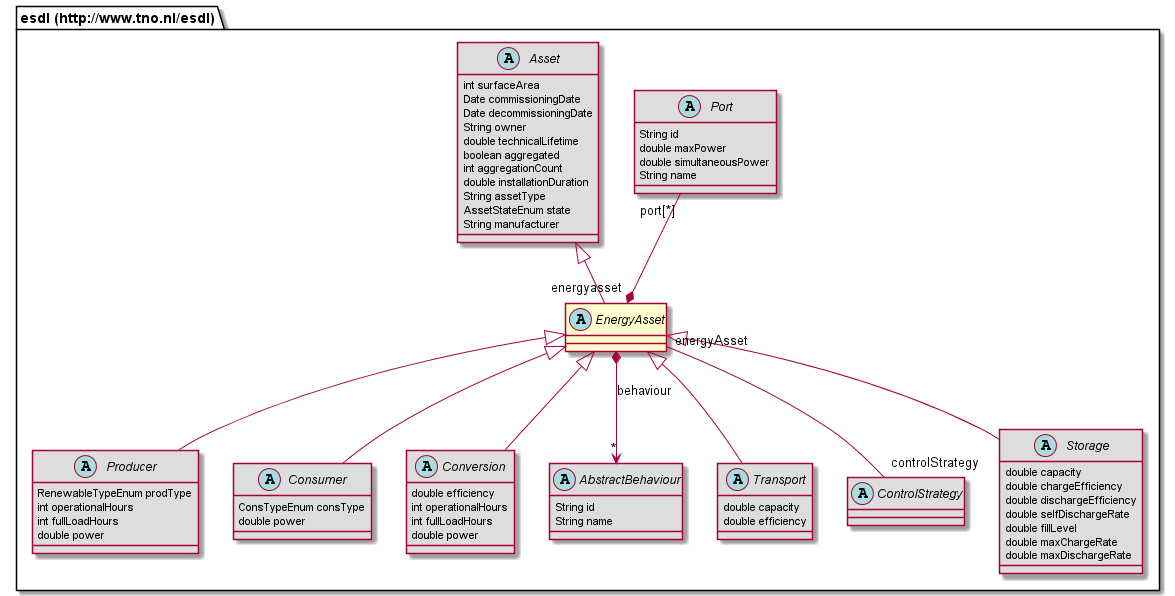 esdl (http://www.tno.nl/esdl)
A Asset
int surfaceArea
Date commissioningDate
Date decommissioningDate
String owner
double technicalLifetime
boolean aggregated
int aggregationCount
double installationDuration
String assetType
AssetStateEnum state
String manufacturer
A Port
String id
double maxPower
double simultaneousPower
String name
port[*]
energyasset
A EnergyAsset
energyAsset
behaviour
*
controlStrategy
A Producer
RenewableTypeEnum prodType
int operationalHours
int fullLoadHours
double power
A Consumer
ConsTypeEnum consType
double power
A Conversion
double efficiency
int operationalHours
int fullLoadHours
double power
A AbstractBehaviour
String id
String name
A Transport
double capacity
double efficiency
A ControlStrategy
A Storage
double capacity
double chargeEfficiency
double dischargeEfficiency
double selfDischargeRate
double fillLevel
double maxChargeRate
double maxDischargeRate